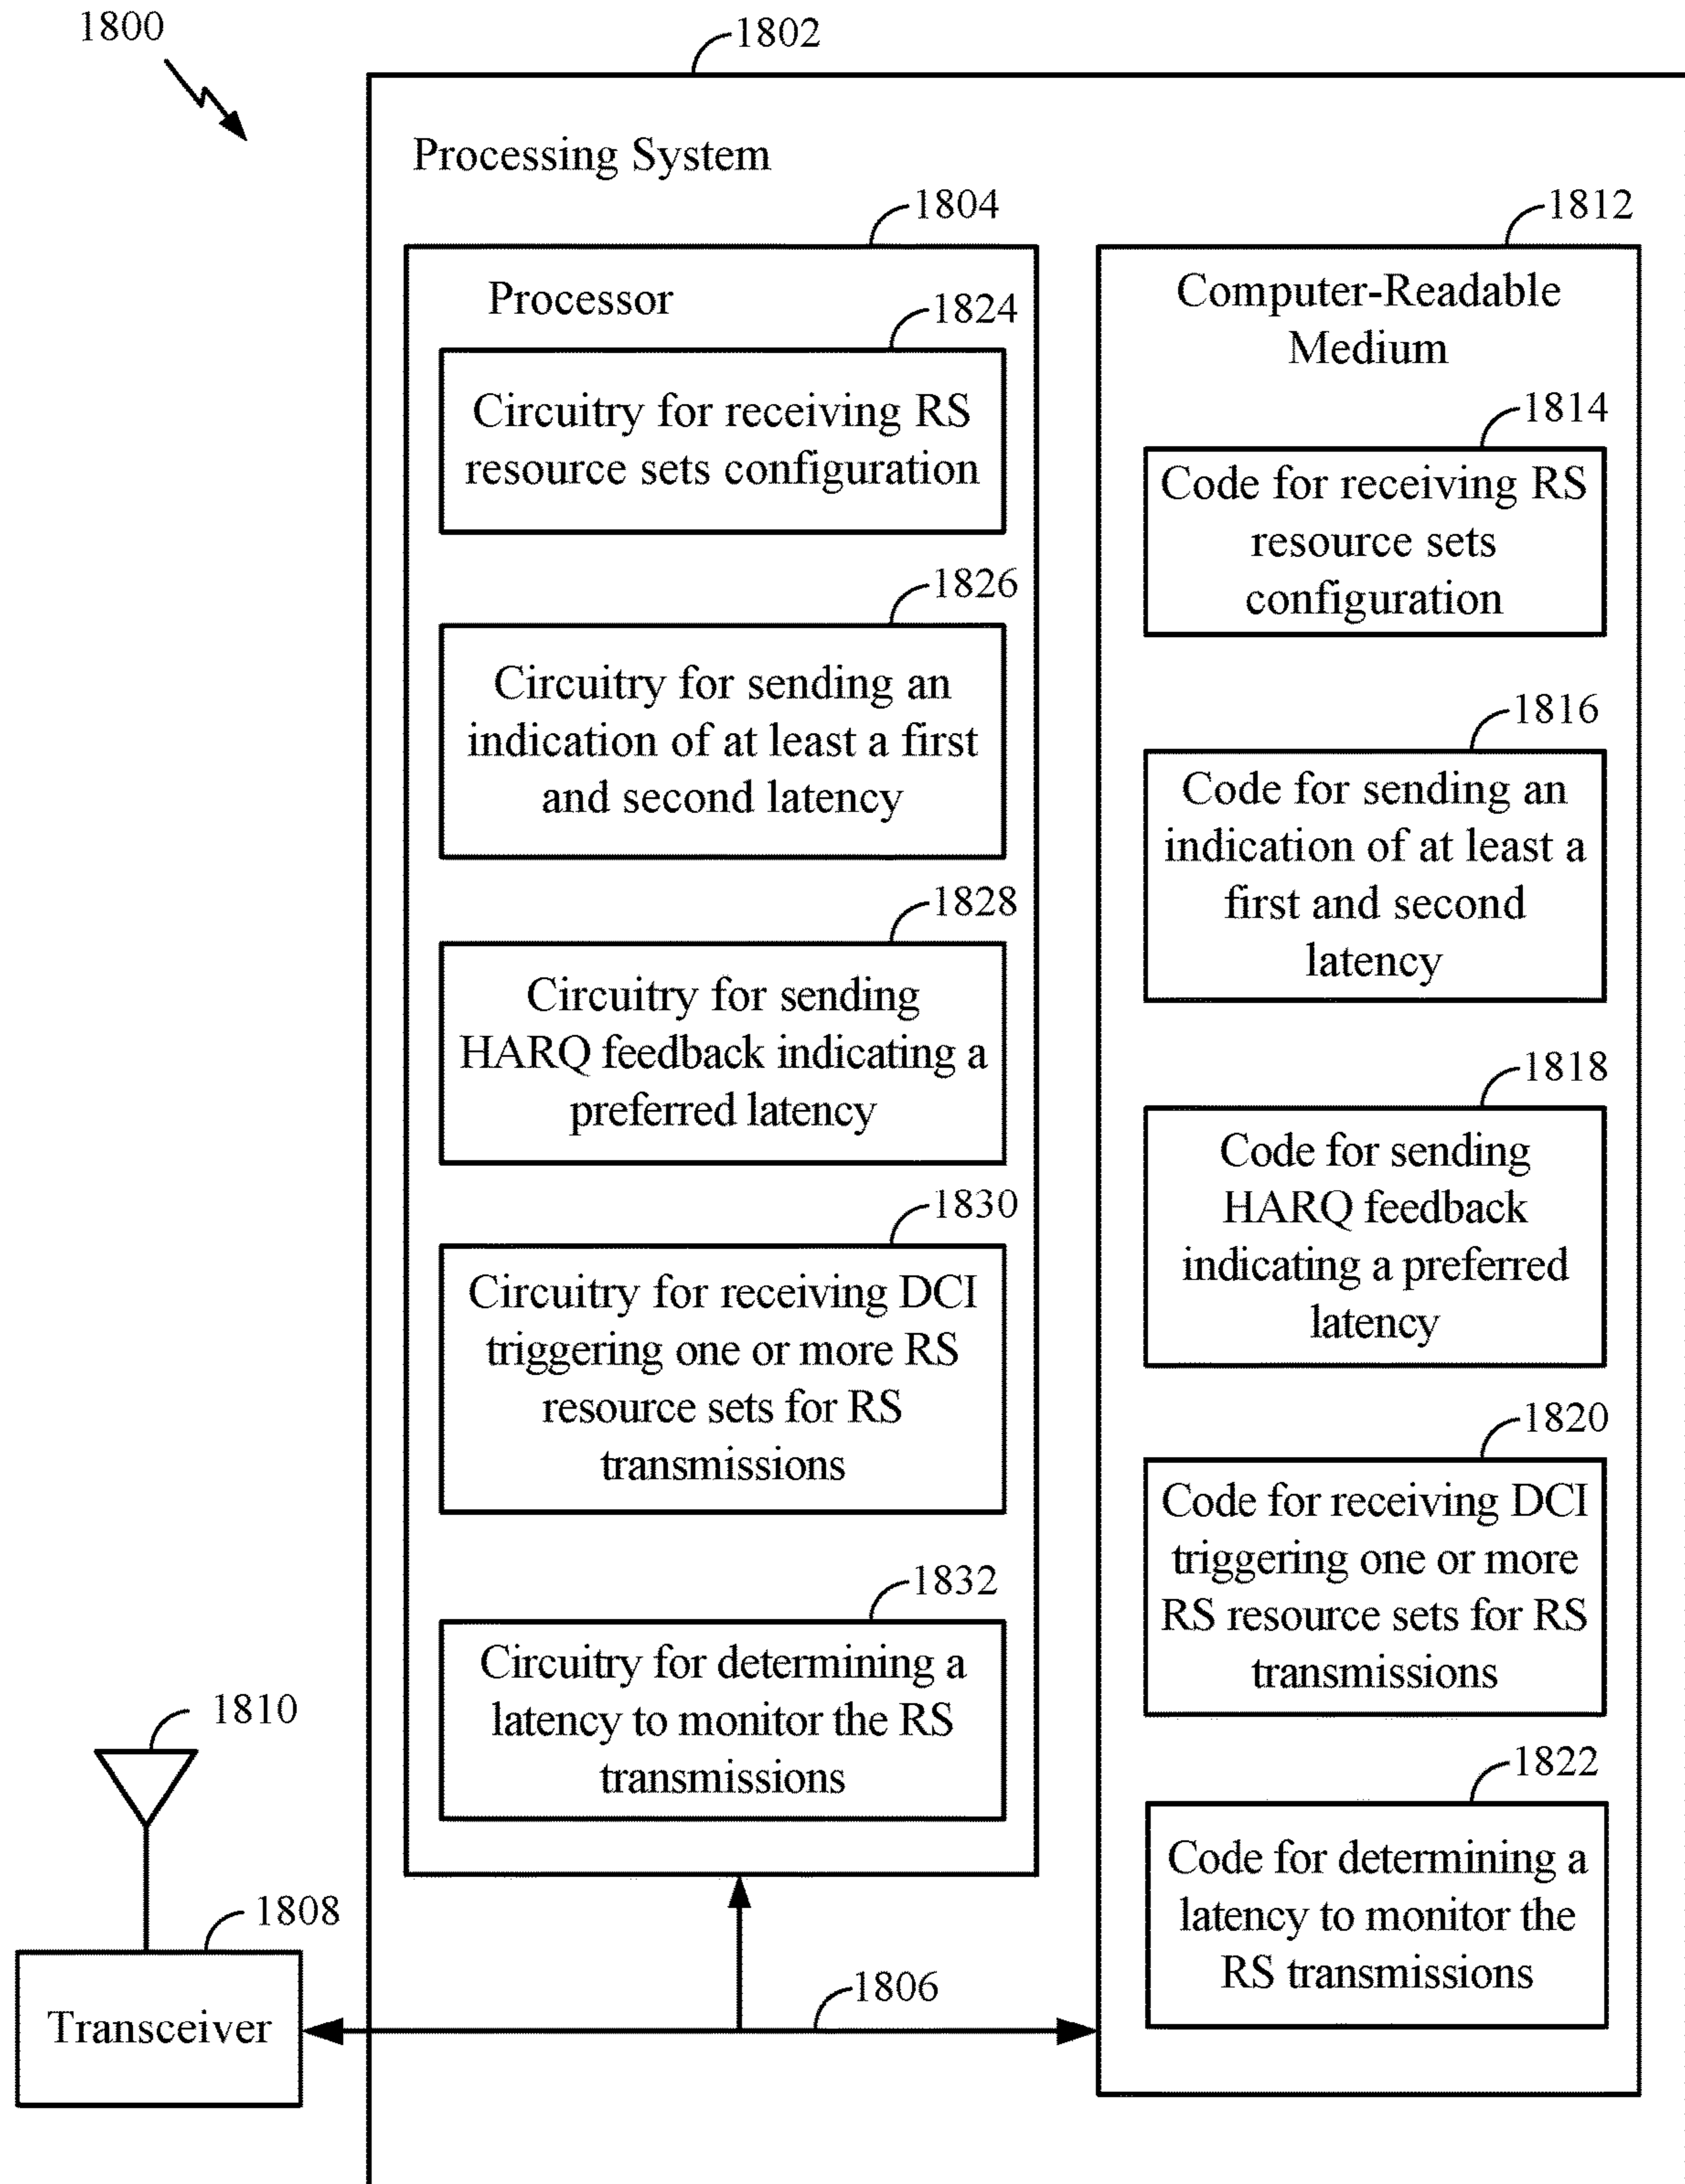 1800
1802
Processing System
1804
Processor
1824
Circuitry for receiving RS
resource sets configuration
1826
Circuitry for sending an
indication of at least a first
and second latency
1828
Circuitry for sending
HARQ feedback indicating a
preferred latency
1830
Circuitry for receiving DCI
triggering one or more RS
resource sets for RS
transmissions
1832
Circuitry for determining a
latency to monitor the RS
transmissions
1812
Computer-Readable
Medium
1814
Code for receiving RS
resource sets
configuration
1816
Code for sending an
indication of at least a
first and second
latency
1818
Code for sending
HARQ feedback
indicating a preferred
latency
1820
Code for receiving DCI
triggering one or more
RS resource sets for RS
transmissions
1822
Code for determining a
latency to monitor the
RS transmissions
1810
1808
Transceiver
1806